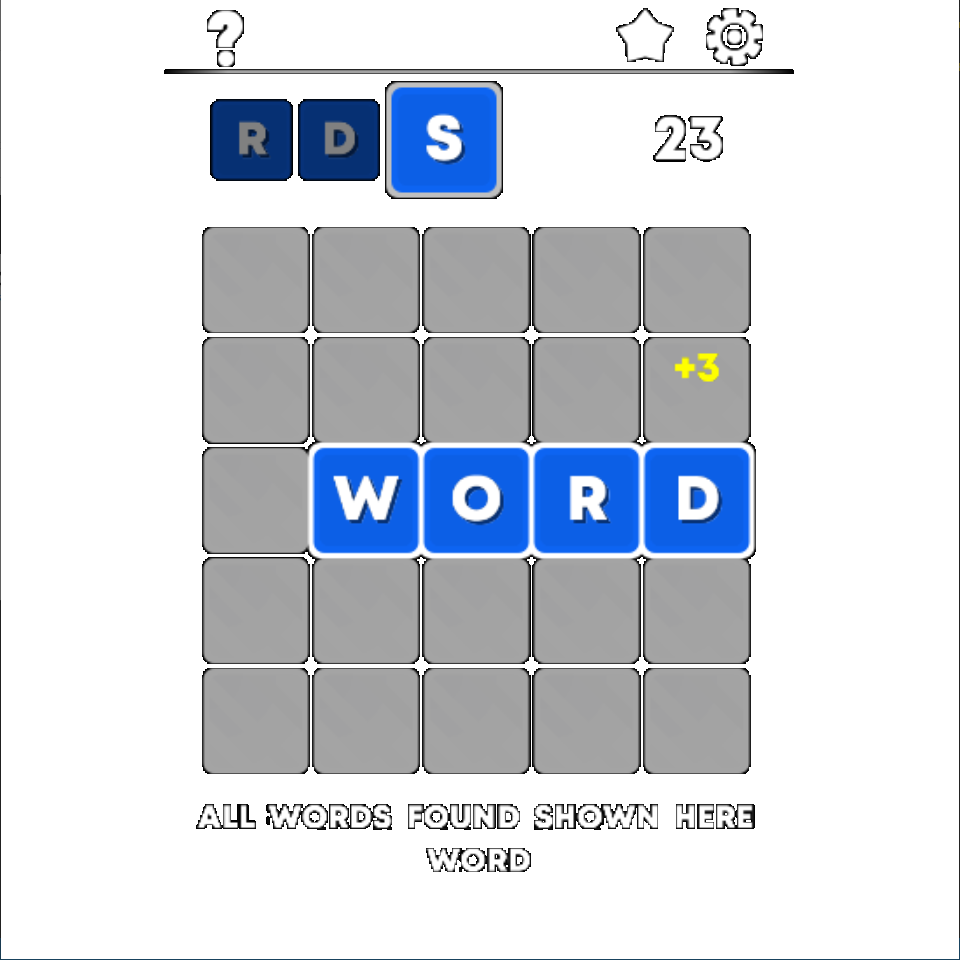 ?
R D S 23
+3
W O R D
ALL WORDS FOUND SHOWN HERE
WORD